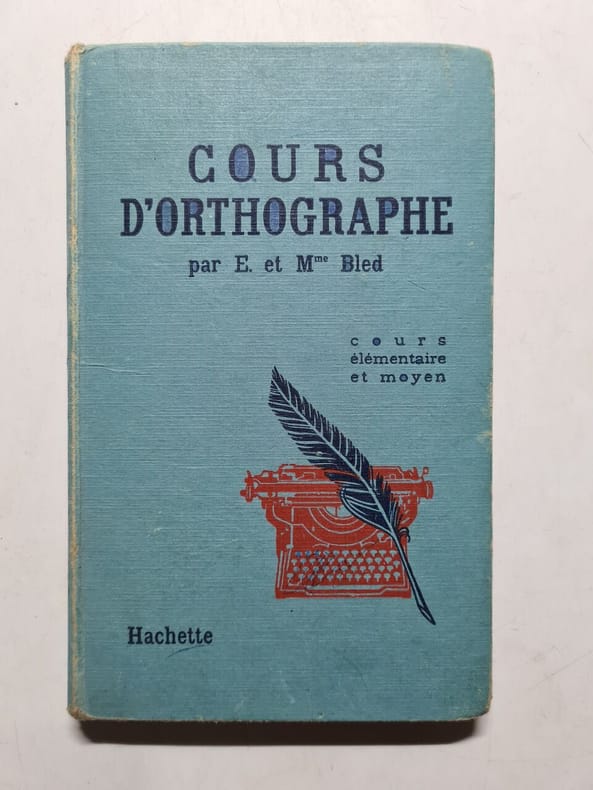 COURS
D'ORTHOGRAPHE
par E. et Mme Bled
cours
élémentaire
et moyen
Hachette